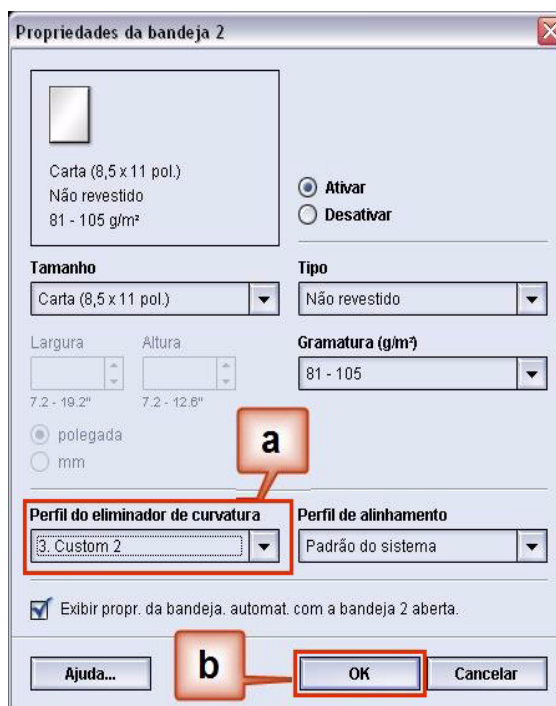 Propriedades da bandeja 2
Carta (8,5 x 11 pol.)
Não revestido
81 - 105 g/m²
Ativar
Desativar
Tamanho
Tipo
Carta (8,5 x 11 pol.)
Não revestido
Largura
Altura
Gramatura (g/m²)
81 - 105
7.2 - 19.2"
7.2 - 12.6"
polegada
mm
a
Perfil do eliminador de curvatura
Perfil de alinhamento
3. Custom 2
Padrão do sistema
Exibir propr. da bandeja. automat. com a bandeja 2 aberta.
Ajuda...
b
OK
Cancelar